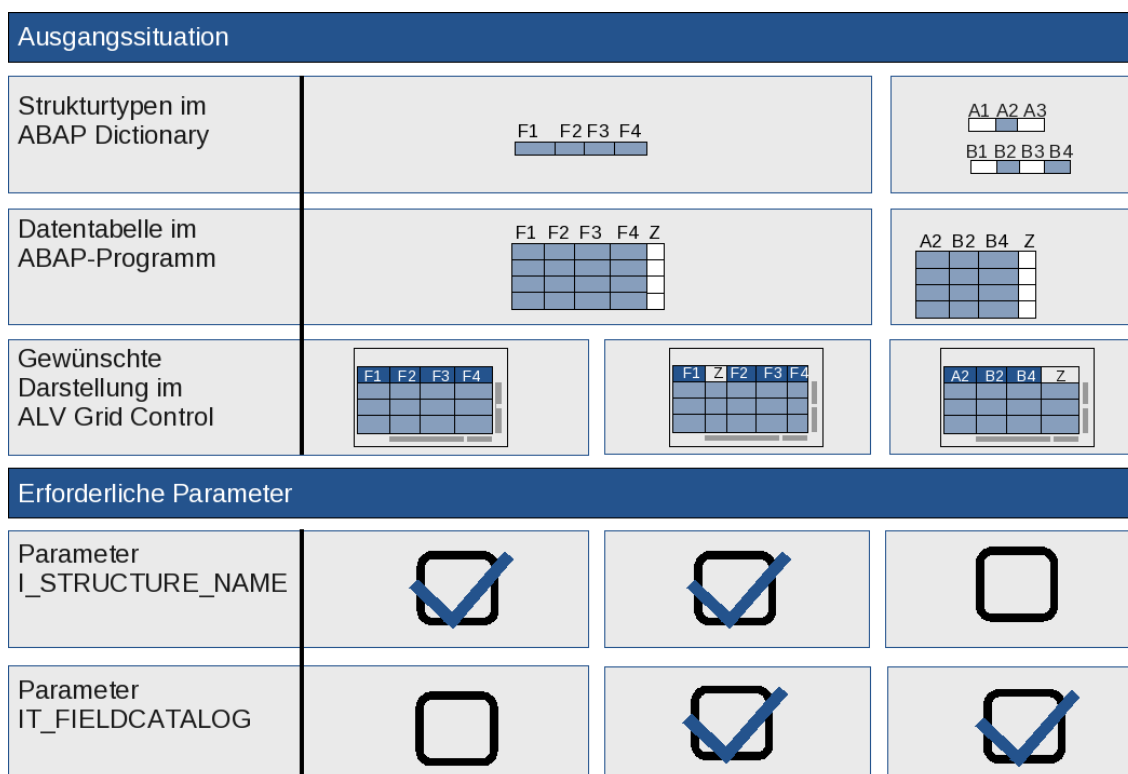 Ausgangssituation
Strukturtypen im
ABAP Dictionary
F1 F2 F3 F4
A1 A2 A3
B1 B2 B3 B4
Datentabelle im
ABAP-Programm
F1 F2 F3 F4 Z
A2 B2 B4 Z
Gewünschte
Darstellung im
ALV Grid Control
F1 F2 F3 F4
F1 Z F2 F3 F4
A2 B2 B4 Z
Erforderliche Parameter
Parameter
I_STRUCTURE_NAME
Parameter
IT_FIELDCATALOG